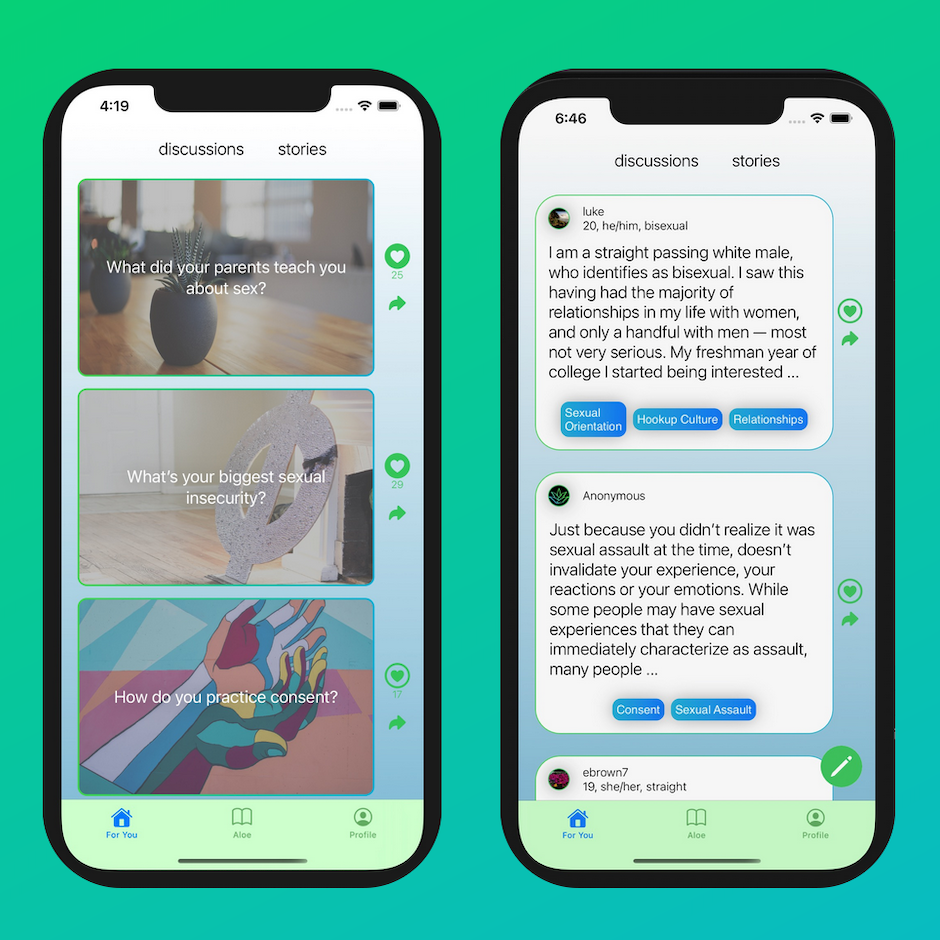 4:19
discussions stories
What did your parents teach you
about sex?
25
What's your biggest sexual
insecurity?
29
How do you practice consent?
17
For You Aloe Profile
6:46
discussions stories
luke
20, he/him, bisexual
I am a straight passing white male,
who identifies as bisexual. I saw this
having had the majority of
relationships in my life with women,
and only a handful with men — most
not very serious. My freshman year of
college I started being interested ...
Sexual
Orientation
Hookup Culture
Relationships
Anonymous
Just because you didn't realize it was
sexual assault at the time, doesn't
invalidate your experience, your
reactions or your emotions. While
some people may have sexual
experiences that they can
immediately characterize as assault,
many people ...
Consent Sexual Assault
ebrown7
19, she/her, straight
For You Aloe Profile